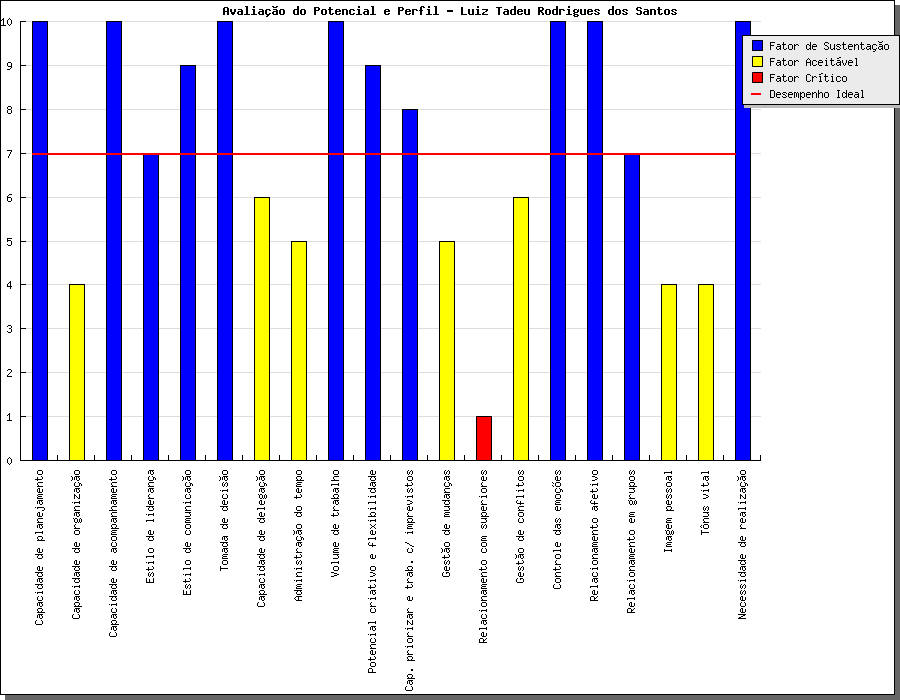 Avaliação do Potencial e Perfil - Luiz Tadeu Rodrigues dos Santos
Fator de Sustentação
Fator Aceitável
Fator Crítico
Desempenho Ideal
10
9
8
7
6
5
4
3
2
1
0
Capacidade de planejamento
Capacidade de organização
Capacidade de acompanhamento
Estilo de liderança
Estilo de comunicação
Tomada de decisão
Capacidade de delegação
Administração do tempo
Volume de trabalho
Potencial criativo e flexibilidade
Cap. priorizar e trab. c/ imprevistos
Gestão de mudanças
Relacionamento com superiores
Gestão de conflitos
Controle das emoções
Relacionamento afetivo
Relacionamento em grupos
Imagem pessoal
Tônus vital
Necessidade de realização